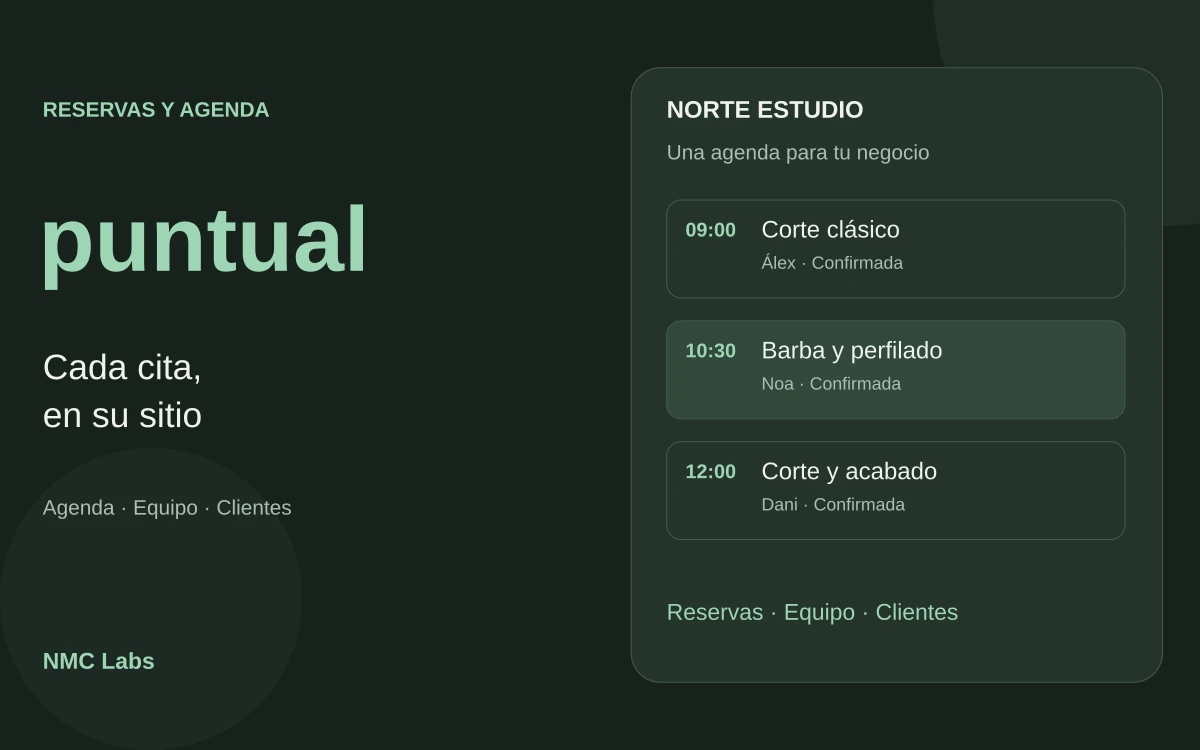 RESERVAS Y AGENDA
puntual
Cada cita,
en su sitio
Agenda · Equipo · Clientes
NMC Labs
NORTE ESTUDIO
Una agenda para tu negocio
09:00 Corte clásico
Álex · Confirmada
10:30 Barba y perfilado
Noa · Confirmada
12:00 Corte y acabado
Dani · Confirmada
Reservas · Equipo · Clientes